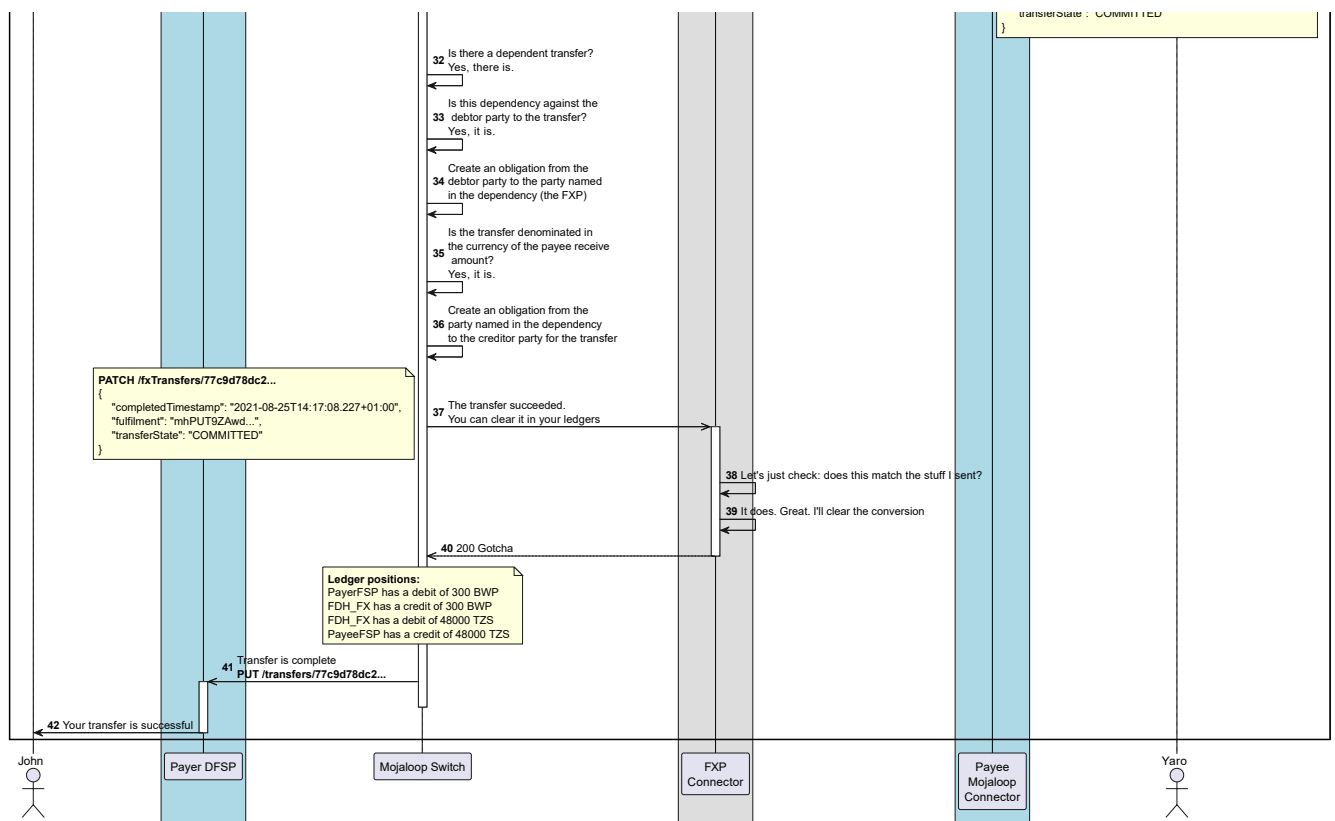 "transferState": "COMMITTED"
}
32 Is there a dependent transfer?
Yes, there is.
Is this dependency against the
33 debtor party to the transfer?
Yes, it is.
Create an obligation from the
34 debtor party to the party named
in the dependency (the FXP)
Is the transfer denominated in
35 the currency of the payee receive
amount?
Yes, it is.
Create an obligation from the
36 party named in the dependency
to the creditor party for the transfer
PATCH /fxTransfers/77c9d78dc2...
{
"completedTimestamp": "2021-08-25T14:17:08.227+01:00",
"fulfilment": "mhPUT9ZAwd...",
"transferState": "COMMITTED"
}
37 The transfer succeeded.
You can clear it in your ledgers
38 Let's just check: does this match the stuff I sent?
39 It does. Great. I'll clear the conversion
40 200 Gotcha
Ledger positions:
PayerFSP has a debit of 300 BWP
FDH_FX has a credit of 300 BWP
FDH_FX has a debit of 48000 TZS
PayeeFSP has a credit of 48000 TZS
41 Transfer is complete
PUT /transfers/77c9d78dc2...
42 Your transfer is successful
John
Payer DFSP
Mojaloop Switch
FXP
Connector
Payee
Mojaloop
Connector
Yaro